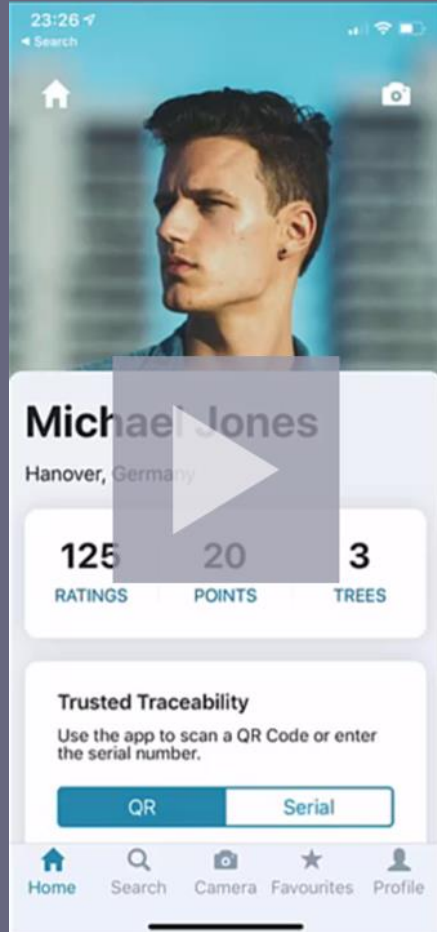 23:26
Search
Michael Jones
Hanover, Germany
125 20 3
RATINGS POINTS TREES
Trusted Traceability
Use the app to scan a QR Code or enter
the serial number.
QR Serial
Home Search Camera Favourites Profile